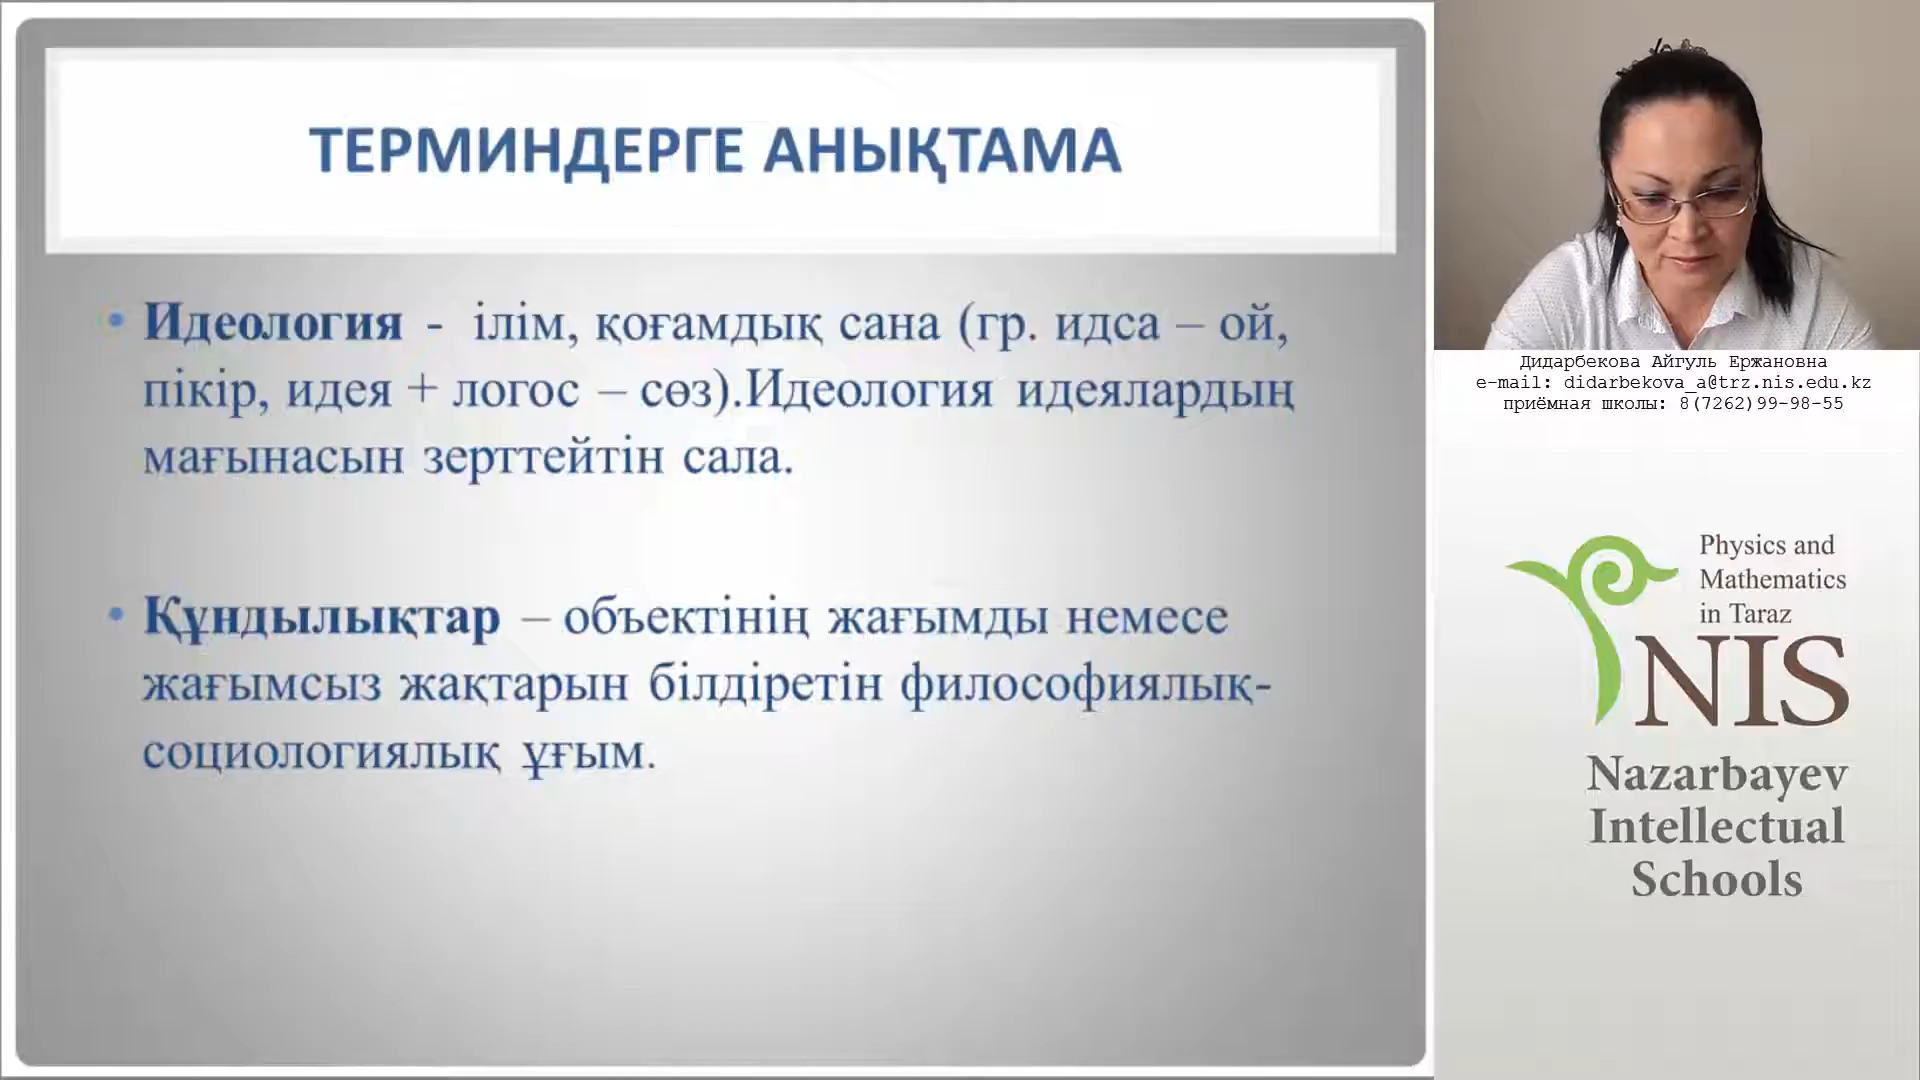 ТЕРМИНДЕРГЕ АНЫҚТАМА
• Идеология - ілім, қоғамдық сана (гр. идса – ой,
пікір, идея + логос – сөз).Идеология идеялардың
мағынасын зерттейтін сала.
• Құндылықтар – объектінің жағымды немесе
жағымсыз жақтарын білдіретін философиялық-
социологиялық ұғым.
Дидарбекова Айгуль Ержановна
e-mail: didarbekova_a@trz.nis.edu.kz
приёмная школы: 8(7262)99-98-55
Physics and
Mathematics
in Taraz
NIS
Nazarbayev
Intellectual
Schools